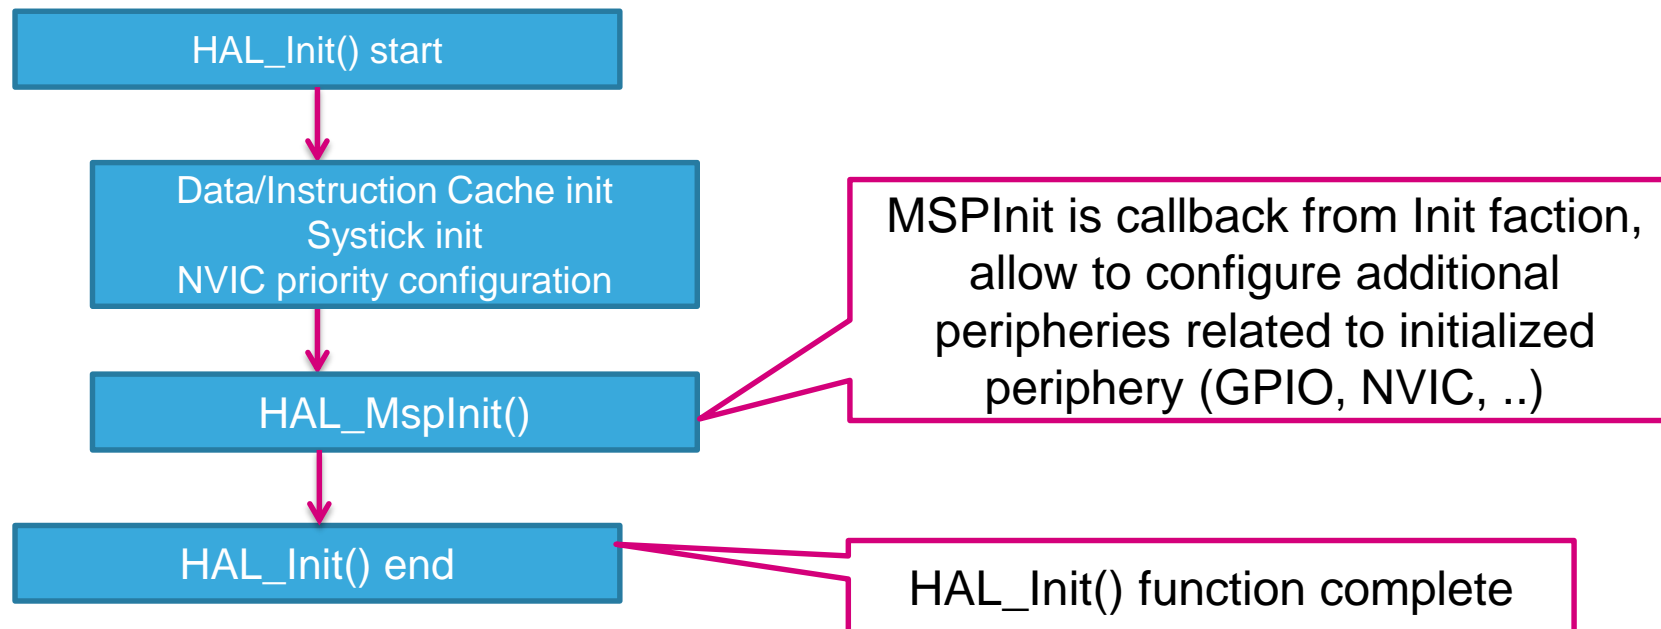 HAL_Init() start
Data/Instruction Cache init
Systick init
NVIC priority configuration
MSPInit is callback from Init faction,
allow to configure additional
peripheries related to initialized
periphery (GPIO, NVIC, ..)
HAL_MspInit()
HAL_Init() end
HAL_Init() function complete